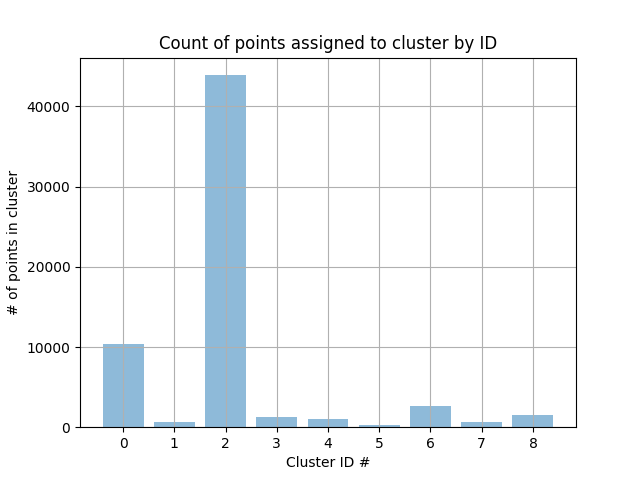 Count of points assigned to cluster by ID
# of points in cluster
40000
30000
20000
10000
0
0 1 2 3 4 5 6 7 8
Cluster ID #